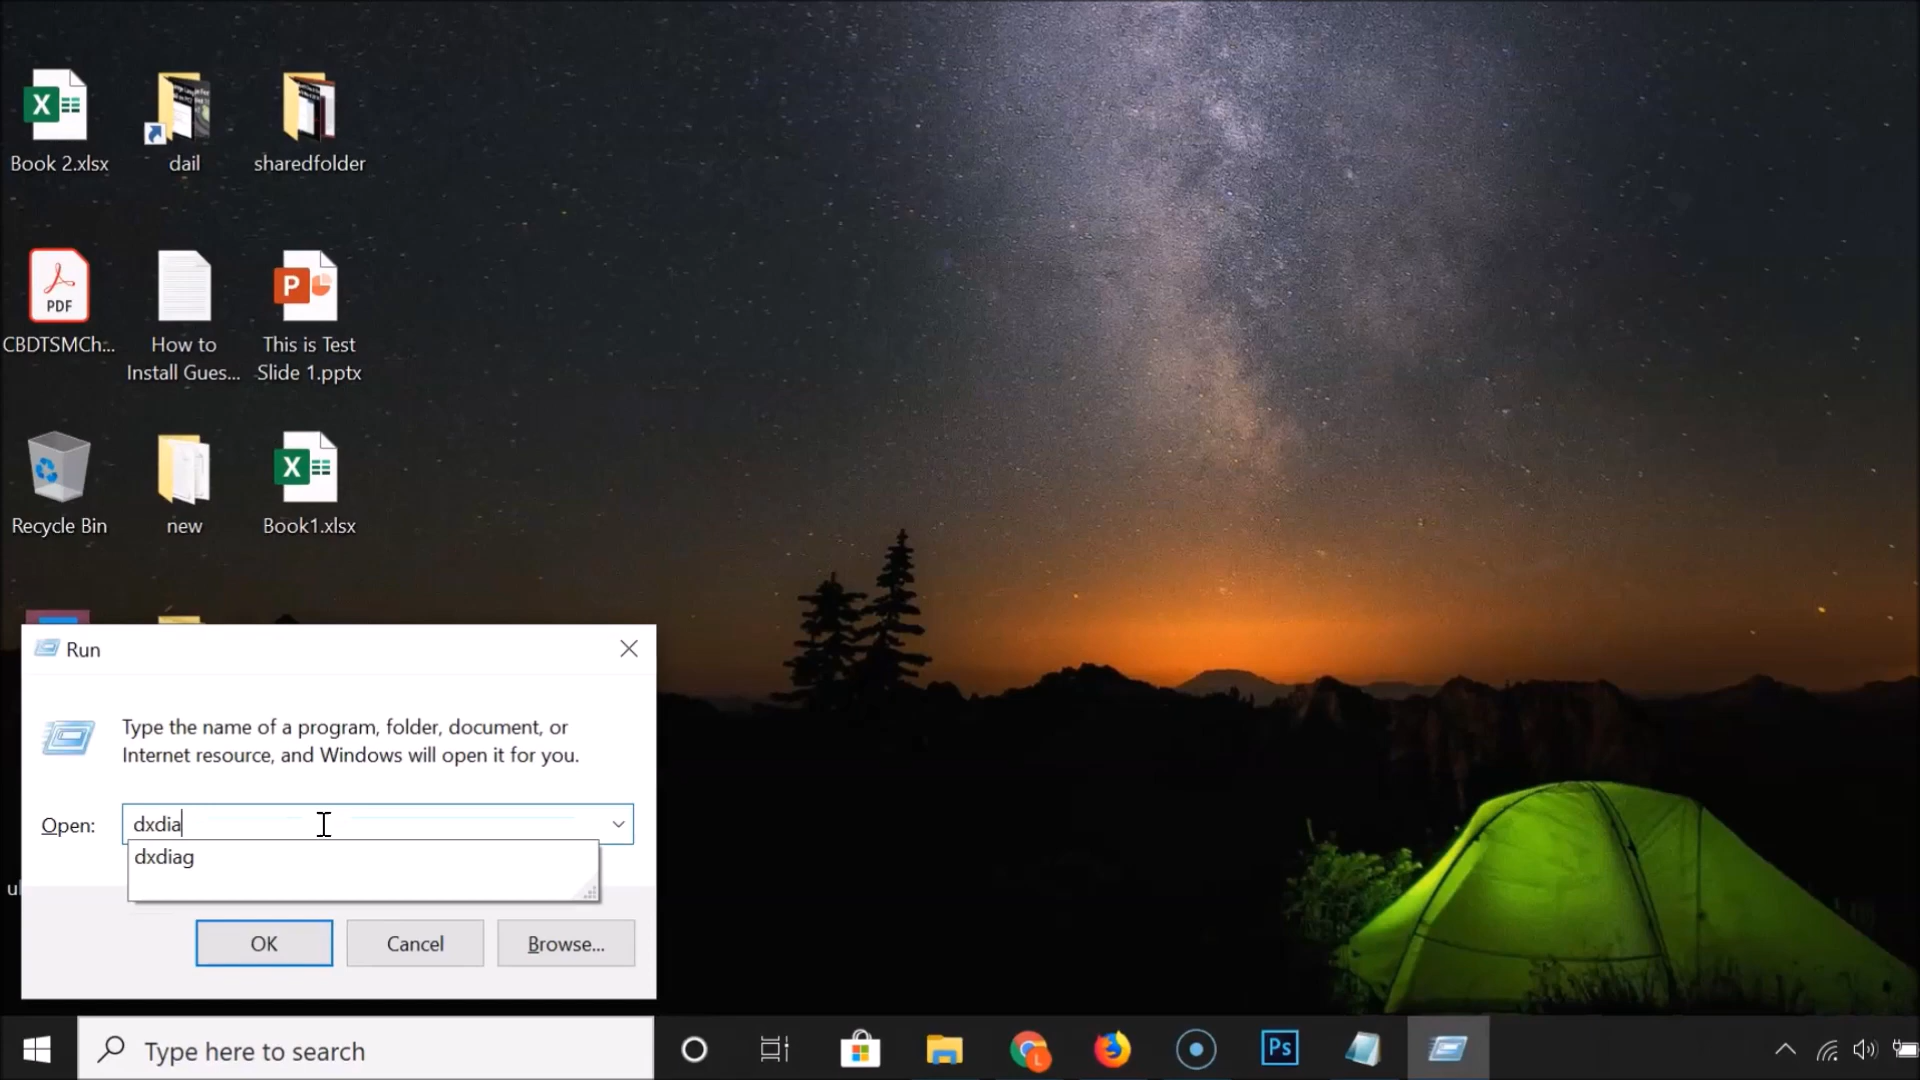 Book 2.xlsx
dail
sharedfolder
PDF
CBDTSMCh...
How to
Install Gues...
P
This is Test
Slide 1.pptx
Recycle Bin
new
X
Book1.xlsx
Run
Type the name of a program, folder, document, or
Internet resource, and Windows will open it for you.
Open:
dxdia
dxdiag
OK
Cancel
Browse...
Type here to search
L
Ps